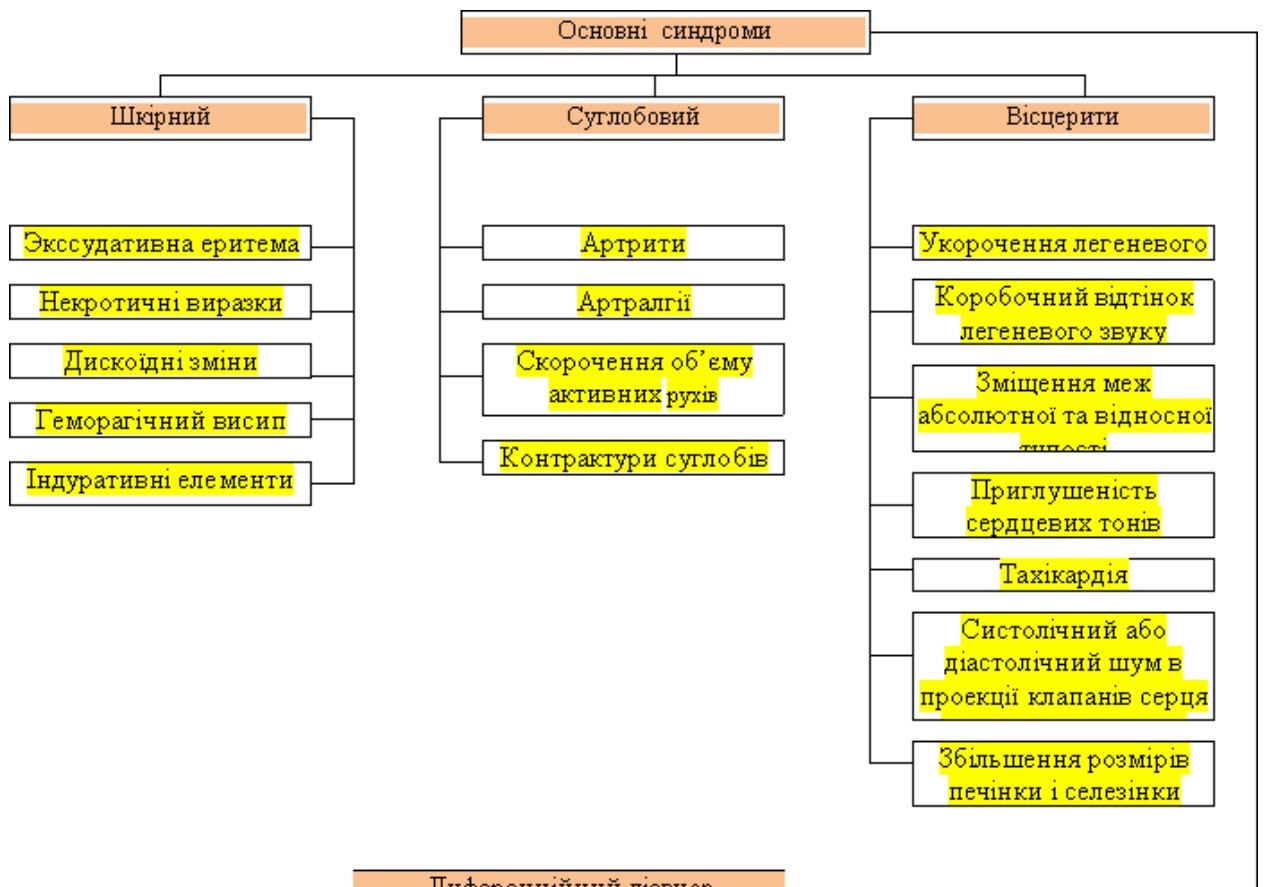 Основні синдроми
Шкірний
Суглобовий
Вісцерити
Экссудативна еритема
Некротичні виразки
Дискоїдні зміни
Геморагічний висип
Індуративні елементи
Артрити
Артралгії
Скорочення об’єму
активних рухів
Контрактури суглобів
Укорочення легеневого
Коробочний відтінок
легеневого звуку
Зміщення меж
абсолютної та відносної
тупості
Приглушеність
сердцевих тонів
Тахікардія
Систолічний або
діастолічний шум в
проекції клапанів серця
Збільшення розмірів
печінки і селезінки